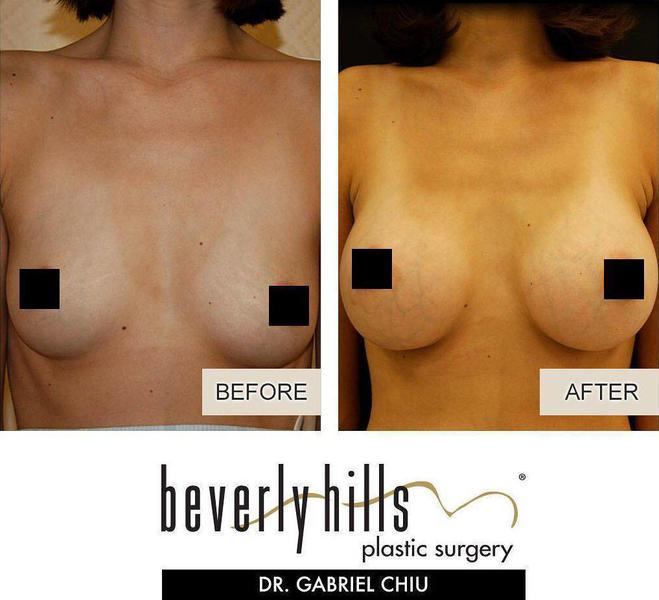 BEFORE
AFTER
beverly hills ®
plastic surgery
DR. GABRIEL CHIU